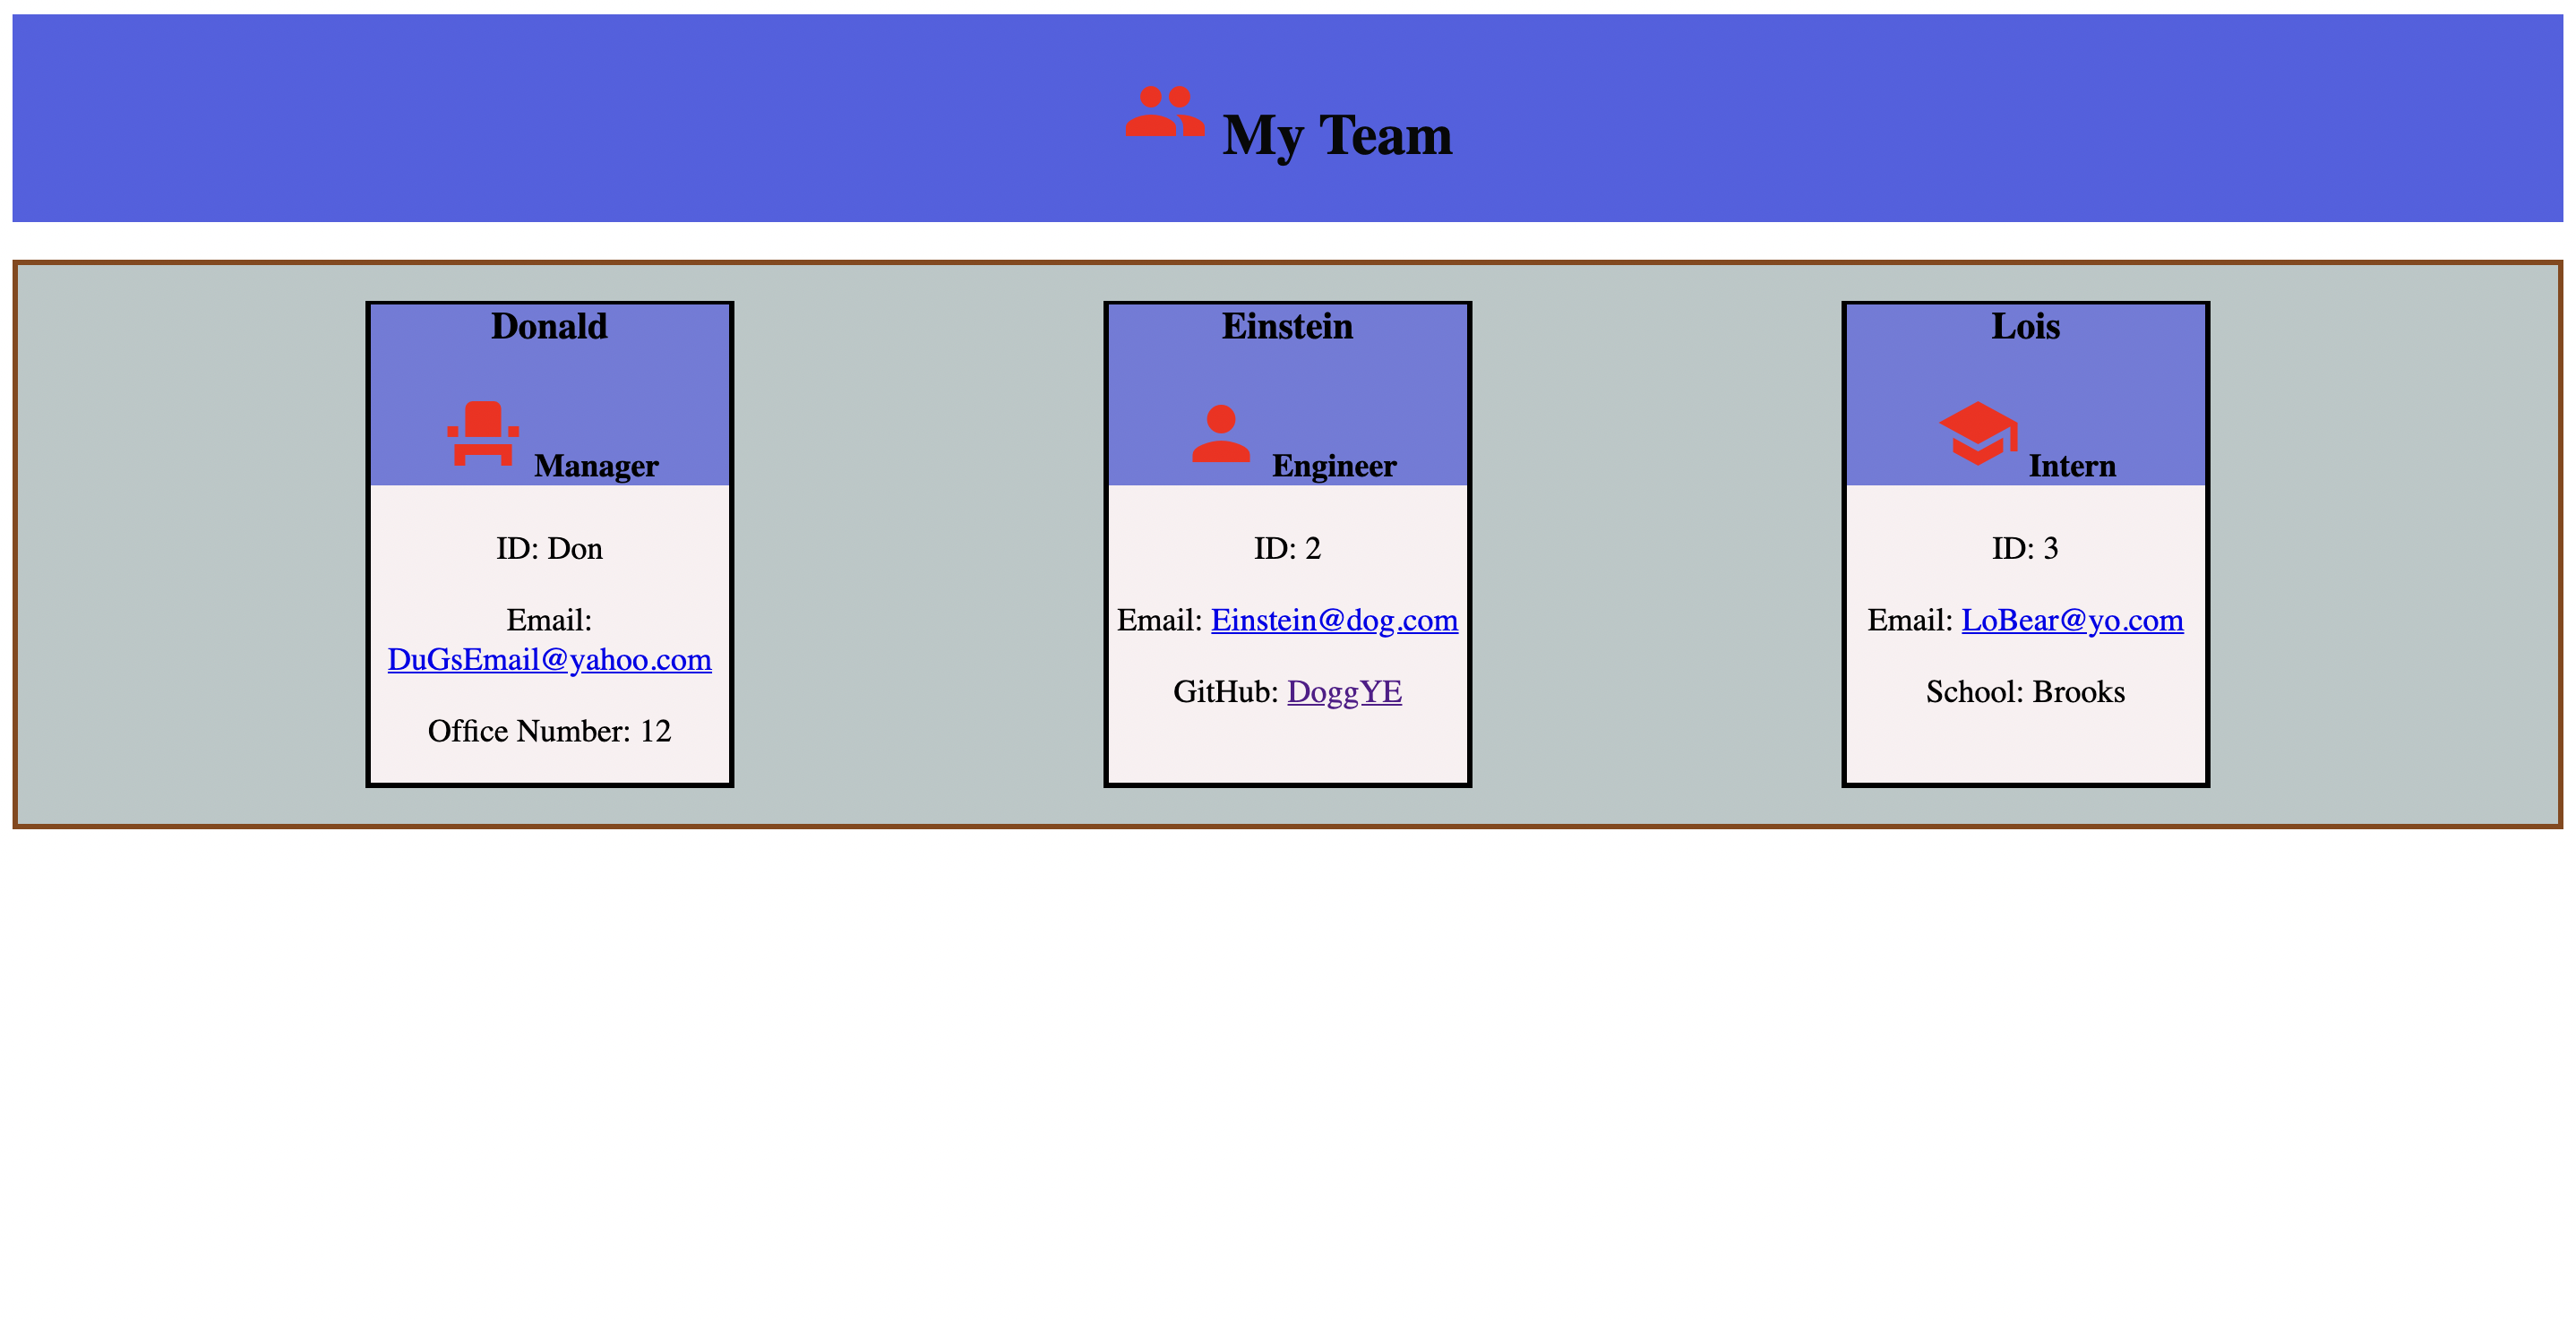 My Team
Donald
Manager
ID: Don
Email:
DuGsEmail@yahoo.com
Office Number: 12
Einstein
Engineer
ID: 2
Email: Einstein@dog.com
GitHub: DoggYE
Lois
Intern
ID: 3
Email: LoBear@yo.com
School: Brooks